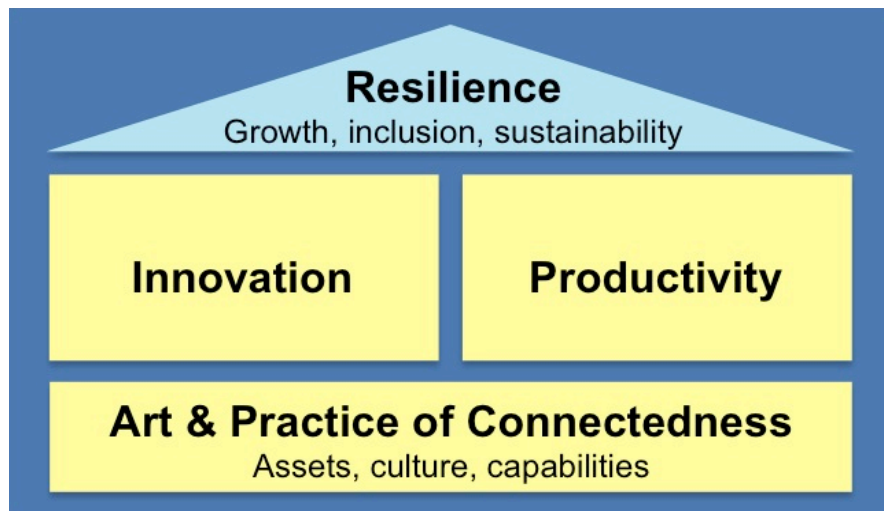 Resilience
Growth, inclusion, sustainability
Innovation
Productivity
Art & Practice of Connectedness
Assets, culture, capabilities